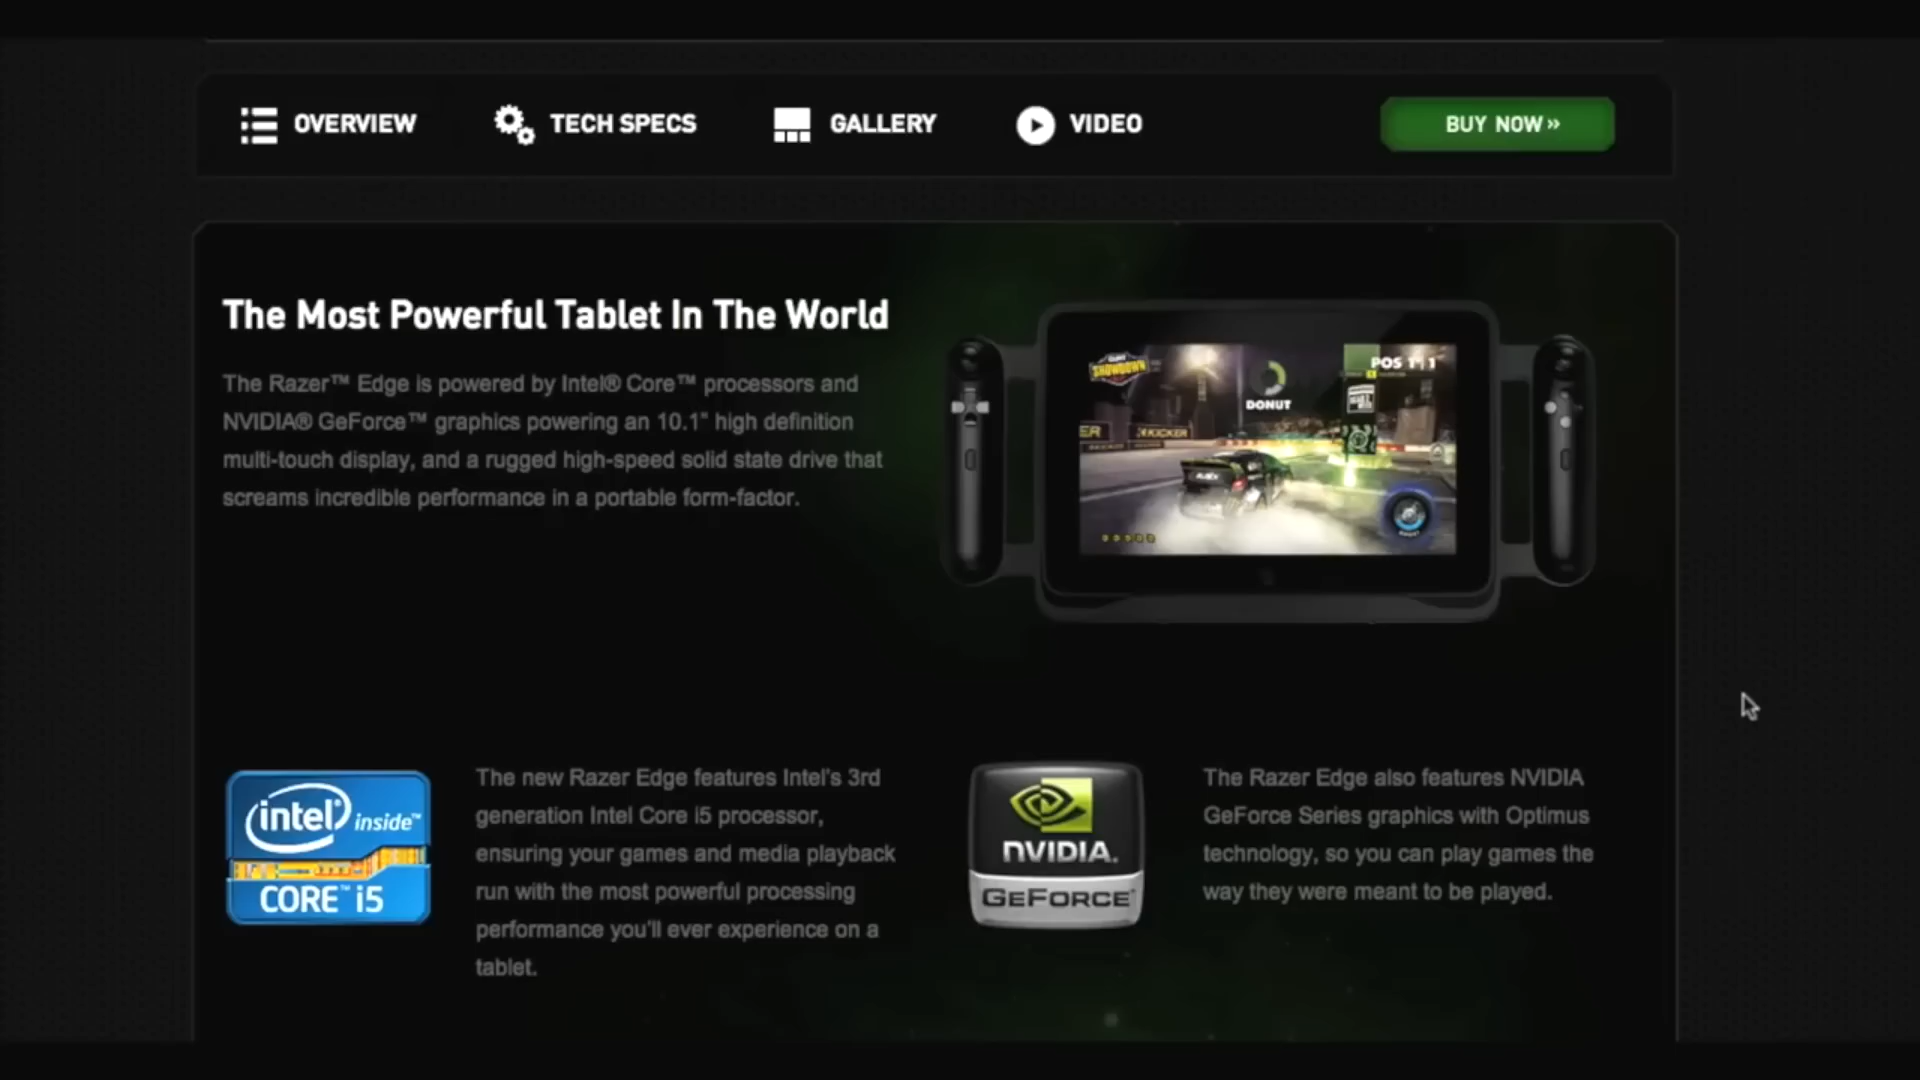 OVERVIEW
TECH SPECS
GALLERY
VIDEO
BUY NOW »
The Most Powerful Tablet In The World
The Razer™ Edge is powered by Intel® Core™ processors and
NVIDIA® GeForce™ graphics powering an 10.1" high definition
multi-touch display, and a rugged high-speed solid state drive that
screams incredible performance in a portable form-factor.
SHOWDOWN
POS 1|1
DONUT
KICKER
intel® inside™
CORE™ i5
The new Razer Edge features Intel's 3rd
generation Intel Core i5 processor,
ensuring your games and media playback
run with the most powerful processing
performance you'll ever experience on a
tablet.
NVIDIA.
GEFORCE®
The Razer Edge also features NVIDIA
GeForce Series graphics with Optimus
technology, so you can play games the
way they were meant to be played.